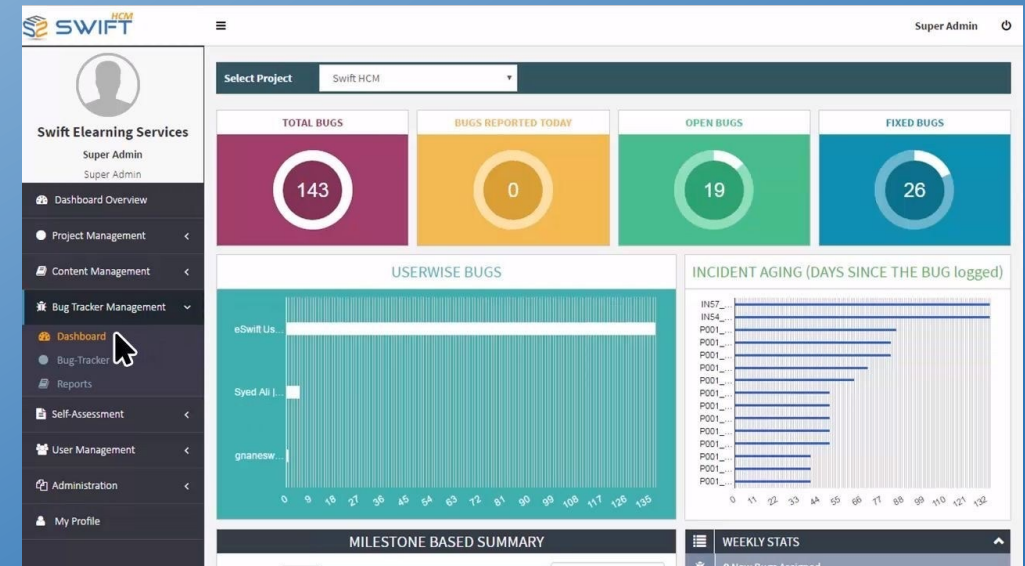 HCM
SWIFT
Super Admin
Swift Elearning Services
Super Admin
Super Admin
Dashboard Overview
Project Management
Content Management
Bug Tracker Management
Dashboard
Bug-Tracker
Reports
Self-Assessment
User Management
Administration
My Profile
Select Project Swift HCM
TOTAL BUGS
143
BUGS REPORTED TODAY
0
OPEN BUGS
19
FIXED BUGS
26
USERWISE BUGS
eSwift Us...
Syed Ali |...
gnanesw...
0 9 18 27 36 45 54 63 72 81 90 99 108 117 126 135
INCIDENT AGING (DAYS SINCE THE BUG logged)
IN57_...
IN54_...
P001_...
P001_...
P001_...
P001_...
P001_...
P001_...
P001_...
P001_...
P001_...
P001_...
P001_...
P001_...
P001_...
0 11 22 33 44 55 66 77 88 99 110 121 132
MILESTONE BASED SUMMARY
WEEKLY STATS
0 New Bugs Assigned